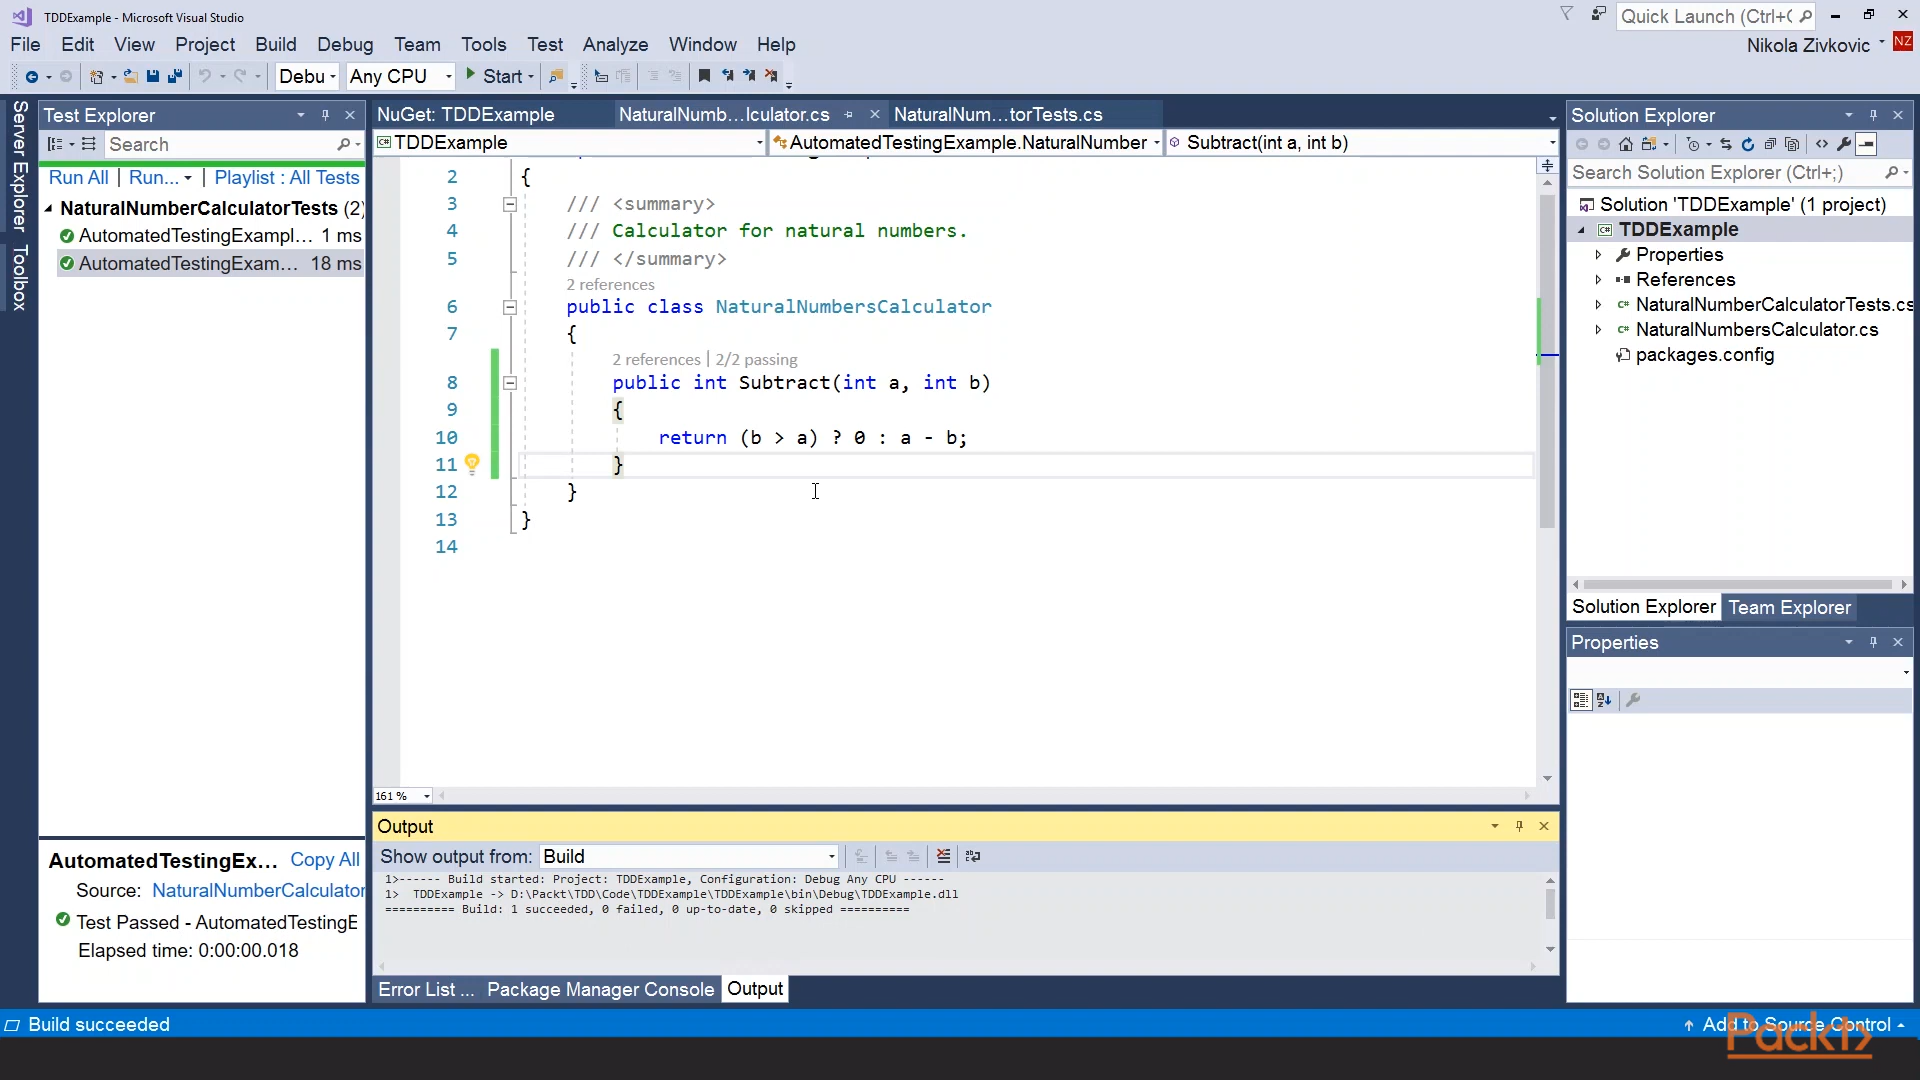 TDDExample - Microsoft Visual Studio
Quick Launch (Ctrl+Q
File Edit View Project Build Debug Team Tools Test Analyze Window Help
Nikola Zivkovic NZ
Debu Any CPU Start
Server Explorer
Toolbox
Test Explorer
Search
Run All | Run... | Playlist : All Tests
NaturalNumberCalculatorTests (2)
AutomatedTestingExampl... 1 ms
AutomatedTestingExam... 18 ms
AutomatedTestingEx... Copy All
Source: NaturalNumberCalculator
Test Passed - AutomatedTestingE
Elapsed time: 0:00:00.018
NuGet: TDDExample NaturalNumb...lculator.cs NaturalNum...torTests.cs
TDDExample AutomatedTestingExample.NaturalNumber Subtract(int a, int b)
2 {
3 /// <summary>
4 /// Calculator for natural numbers.
5 /// </summary>
2 references
6 public class NaturalNumbersCalculator
7 {
2 references | 2/2 passing
8 public int Subtract(int a, int b)
9 {
10 return (b > a) ? 0 : a - b;
11 }
12 }
13 }
14
161 %
Output
Show output from: Build
1>------ Build started: Project: TDDExample, Configuration: Debug Any CPU ------
1> TDDExample -> D:\Packt\TDD\Code\TDDExample\TDDExample\bin\Debug\TDDExample.dll
========== Build: 1 succeeded, 0 failed, 0 up-to-date, 0 skipped ==========
Error List ... Package Manager Console Output
Solution Explorer
Search Solution Explorer (Ctrl+;)
Solution 'TDDExample' (1 project)
TDDExample
Properties
References
NaturalNumberCalculatorTests.cs
NaturalNumbersCalculator.cs
packages.config
Solution Explorer Team Explorer
Properties
Build succeeded
Add to Source Control
Packt>